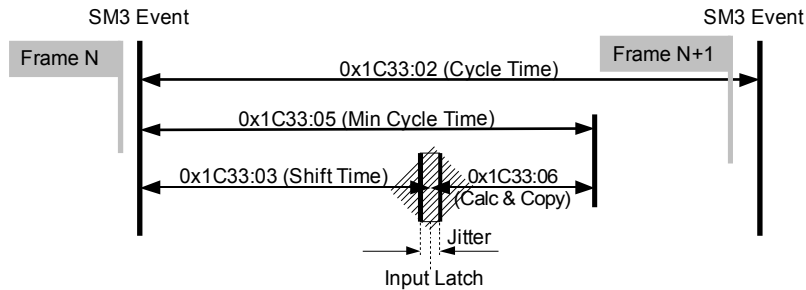 SM3 Event SM3 Event
Frame N Frame N+1
0x1C33:02 (Cycle Time)
0x1C33:05 (Min Cycle Time)
0x1C33:03 (Shift Time) 0x1C33:06
(Calc & Copy)
Jitter
Input Latch